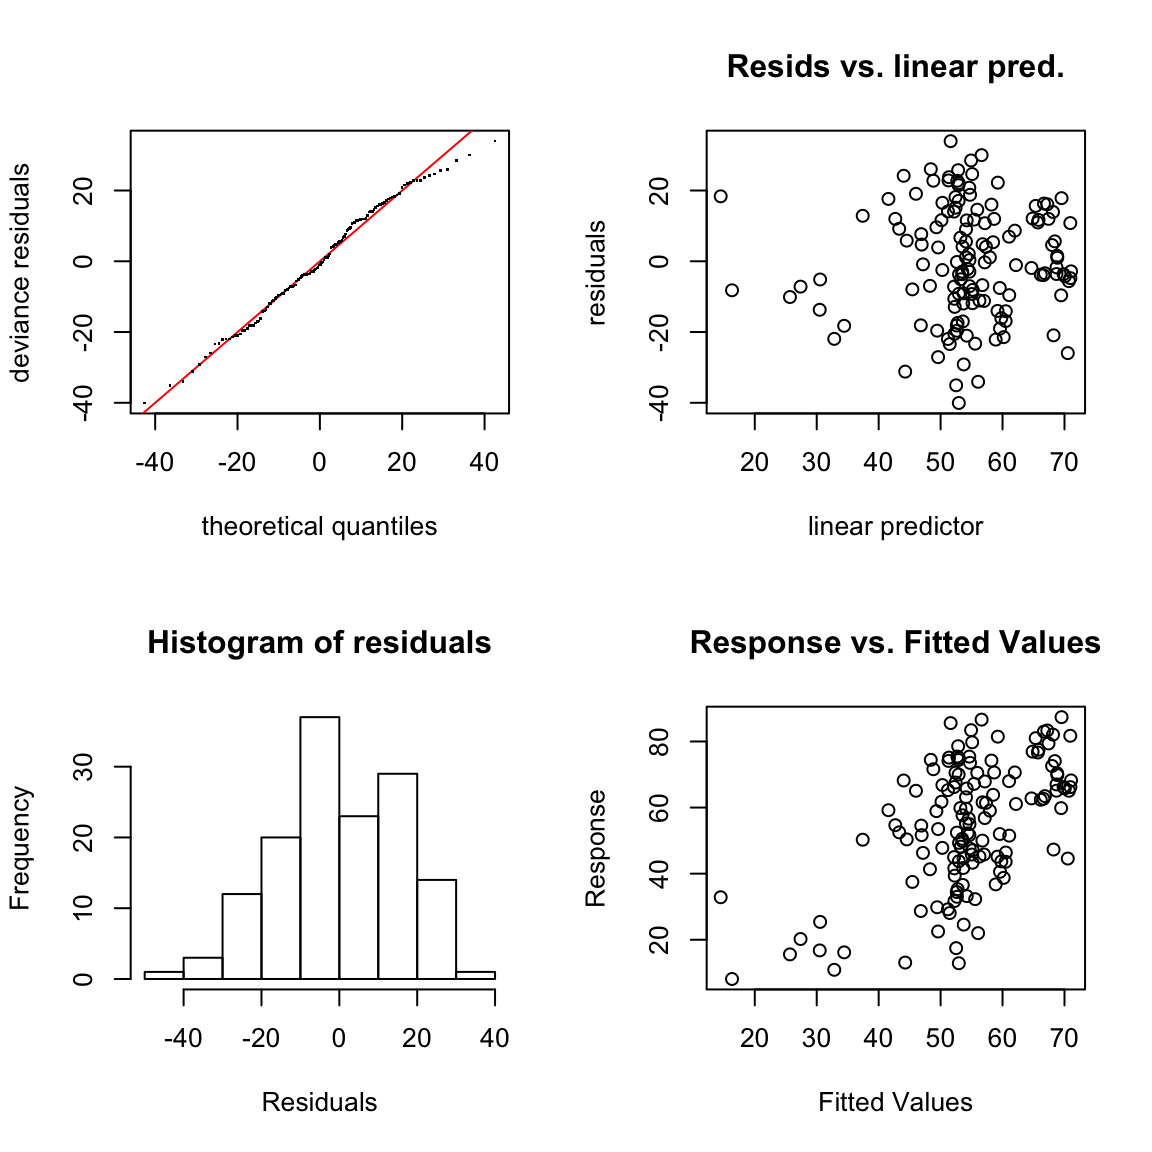 deviance residuals
-40 -20 0 20
-40 -20 0 20 40
theoretical quantiles
Resids vs. linear pred.
residuals
-40 -20 0 20
20 30 40 50 60 70
linear predictor
Histogram of residuals
Frequency
0 10 20 30
-40 -20 0 20 40
Residuals
Response vs. Fitted Values
Response
20 40 60 80
20 30 40 50 60 70
Fitted Values